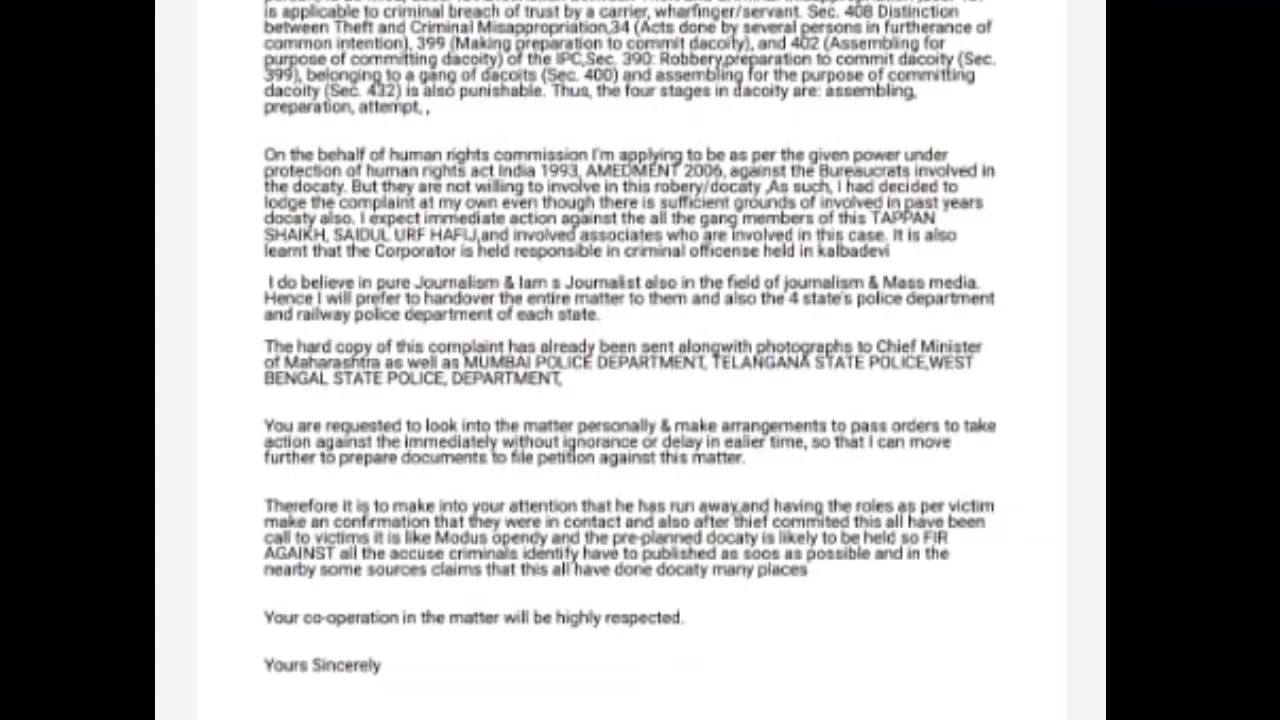 is applicable to criminal breach of trust by a carrier, wharfinger/servant. Sec. 408 Distinction
between Theft and Criminal Misappropriation,34 (Acts done by several persons in furtherance of
common intention), 399 (Making preparation to commit dacoity), and 402 (Assembling for
purpose of committing dacoity) of the IPC,Sec. 390: Robbery,preparation to commit dacoity (Sec.
399), belonging to a gang of dacoits (Sec. 400) and assembling for the purpose of committing
dacoity (Sec. 432) is also punishable. Thus, the four stages in dacoity are: assembling,
preparation, attempt, ,
On the behalf of human rights commission I'm applying to be as per the given power under
protection of human rights act India 1993, AMEDMENT 2006, against the Bureaucrats involved in
the docaty. But they are not willing to involve in this robery/docaty .As such, I had decided to
lodge the complaint at my own even though there is sufficient grounds of involved in past years
docaty also. I expect immediate action against the all the gang members of this TAPPAN
SHAIKH, SAIDUL URF HAFIJ,and involved associates who are involved in this case. It is also
learnt that the Corporator is held responsible in criminal officense held in kalbadevi
I do believe in pure Journalism & Iam s Journalist also in the field of journalism & Mass media.
Hence I will prefer to handover the entire matter to them and also the 4 state's police department
and railway police department of each state.
The hard copy of this complaint has already been sent alongwith photographs to Chief Minister
of Maharashtra as well as MUMBAI POLICE DEPARTMENT, TELANGANA STATE POLICE,WEST
BENGAL STATE POLICE, DEPARTMENT,
You are requested to look into the matter personally & make arrangements to pass orders to take
action against the immediately without ignorance or delay in ealier time, so that I can move
further to prepare documents to file petition against this matter.
Therefore it is to make into your attention that he has run away,and having the roles as per victim
make an confirmation that they were in contact and also after thief commited this all have been
call to victims it is like Modus opendy and the pre-planned docaty is likely to be held so FIR
AGAINST all the accuse criminals identify have to published as soos as possible and in the
nearby some sources claims that this all have done docaty many places
Your co-operation in the matter will be highly respected.
Yours Sincerely